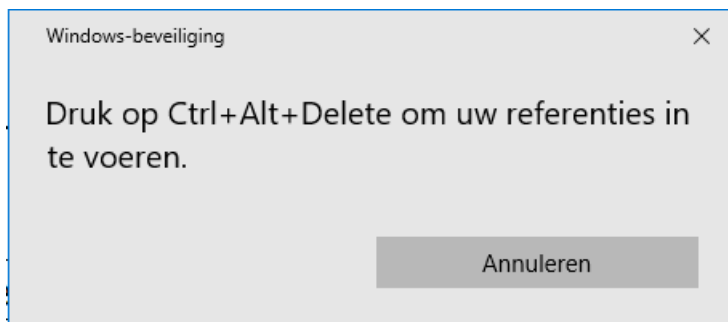 Windows-beveiliging
Druk op Ctrl+Alt+Delete om uw referenties in
te voeren.
Annuleren